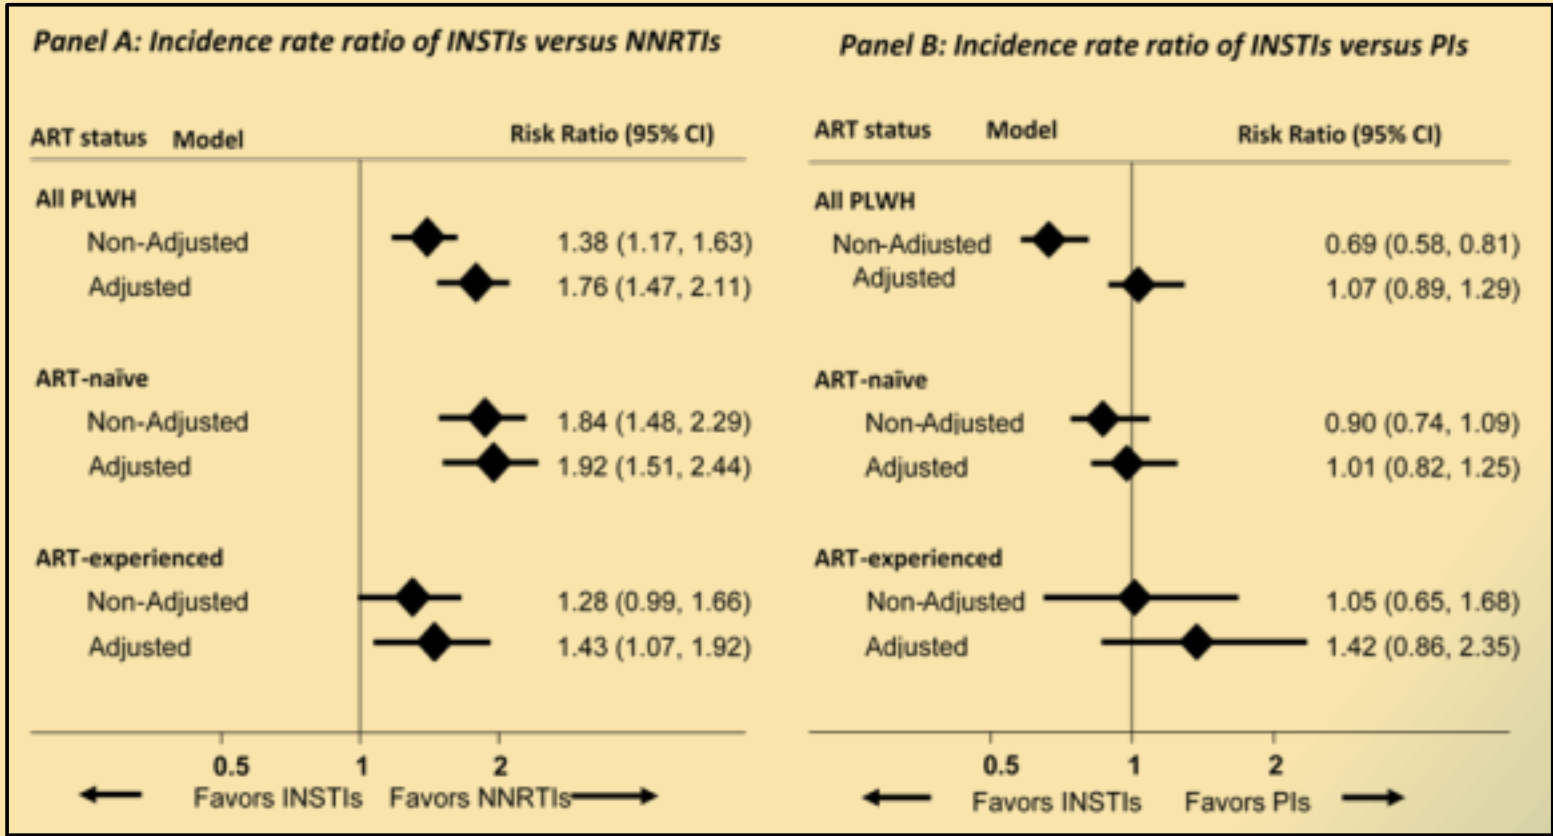 Panel A: Incidence rate ratio of INSTIs versus NNRTIs
ART status Model Risk Ratio (95% CI)
All PLWH
Non-Adjusted 1.38 (1.17, 1.63)
Adjusted 1.76 (1.47, 2.11)
ART-naïve
Non-Adjusted 1.84 (1.48, 2.29)
Adjusted 1.92 (1.51, 2.44)
ART-experienced
Non-Adjusted 1.28 (0.99, 1.66)
Adjusted 1.43 (1.07, 1.92)
0.5 1 2
Favors INSTIs Favors NNRTIs
Panel B: Incidence rate ratio of INSTIs versus PIs
ART status Model Risk Ratio (95% CI)
All PLWH
Non-Adjusted 0.69 (0.58, 0.81)
Adjusted 1.07 (0.89, 1.29)
ART-naïve
Non-Adjusted 0.90 (0.74, 1.09)
Adjusted 1.01 (0.82, 1.25)
ART-experienced
Non-Adjusted 1.05 (0.65, 1.68)
Adjusted 1.42 (0.86, 2.35)
0.5 1 2
Favors INSTIs Favors PIs